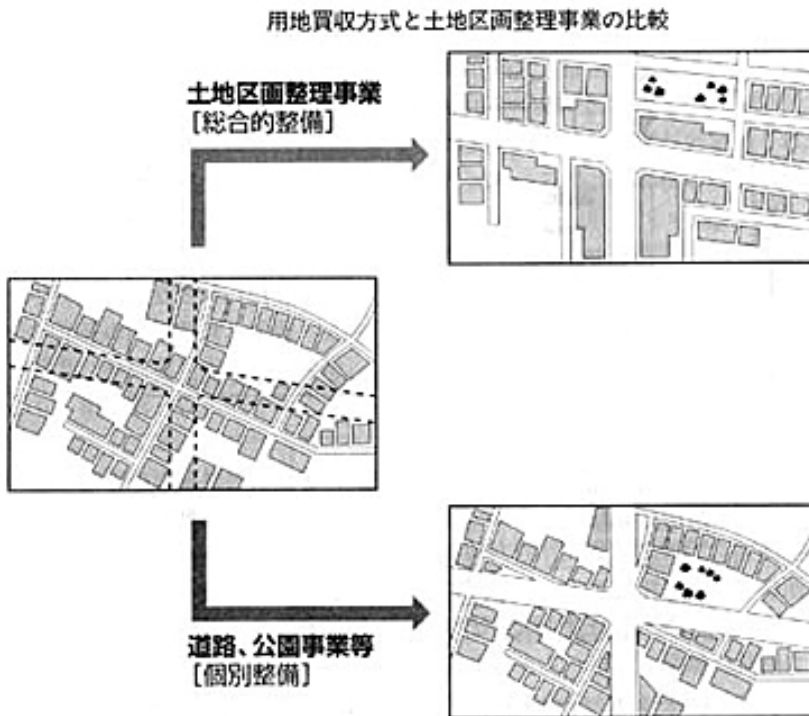 用地買収方式と土地区画整理事業の比較
土地区画整理事業
[総合的整備]
道路、公園事業等
[個別整備]